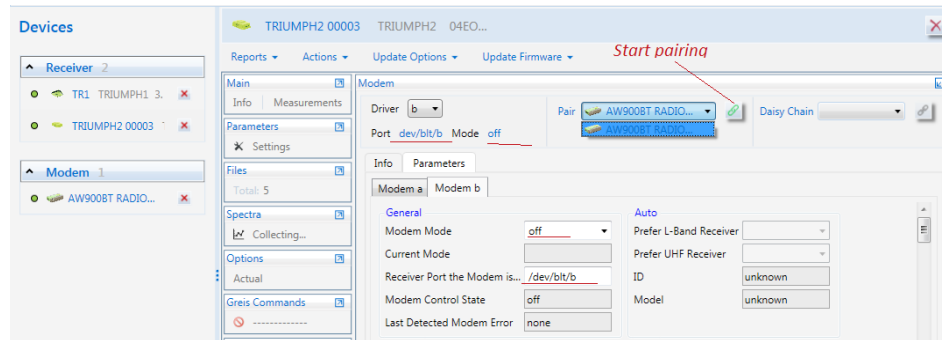 Devices
TRIUMPH2 00003 TRIUMPH2 04EO...
Reports Actions Update Options Update Firmware
Start pairing
Receiver 2
TR1 TRIUMPH1 3.
TRIUMPH2 00003
Modem 1
AW900BT RADIO...
Main
Info Measurements
Parameters
Settings
Files
Total: 5
Spectra
Collecting...
Options
Actual
Greis Commands
-------------
Modem
Driver b
Pair AW900BT RADIO...
AW900BT RADIO...
Daisy Chain
Port dev/blt/b Mode off
Info Parameters
Modem a Modem b
General
Modem Mode off
Current Mode
Receiver Port the Modem is... /dev/blt/b
Modem Control State off
Last Detected Modem Error none
Auto
Prefer L-Band Receiver
Prefer UHF Receiver
ID unknown
Model unknown